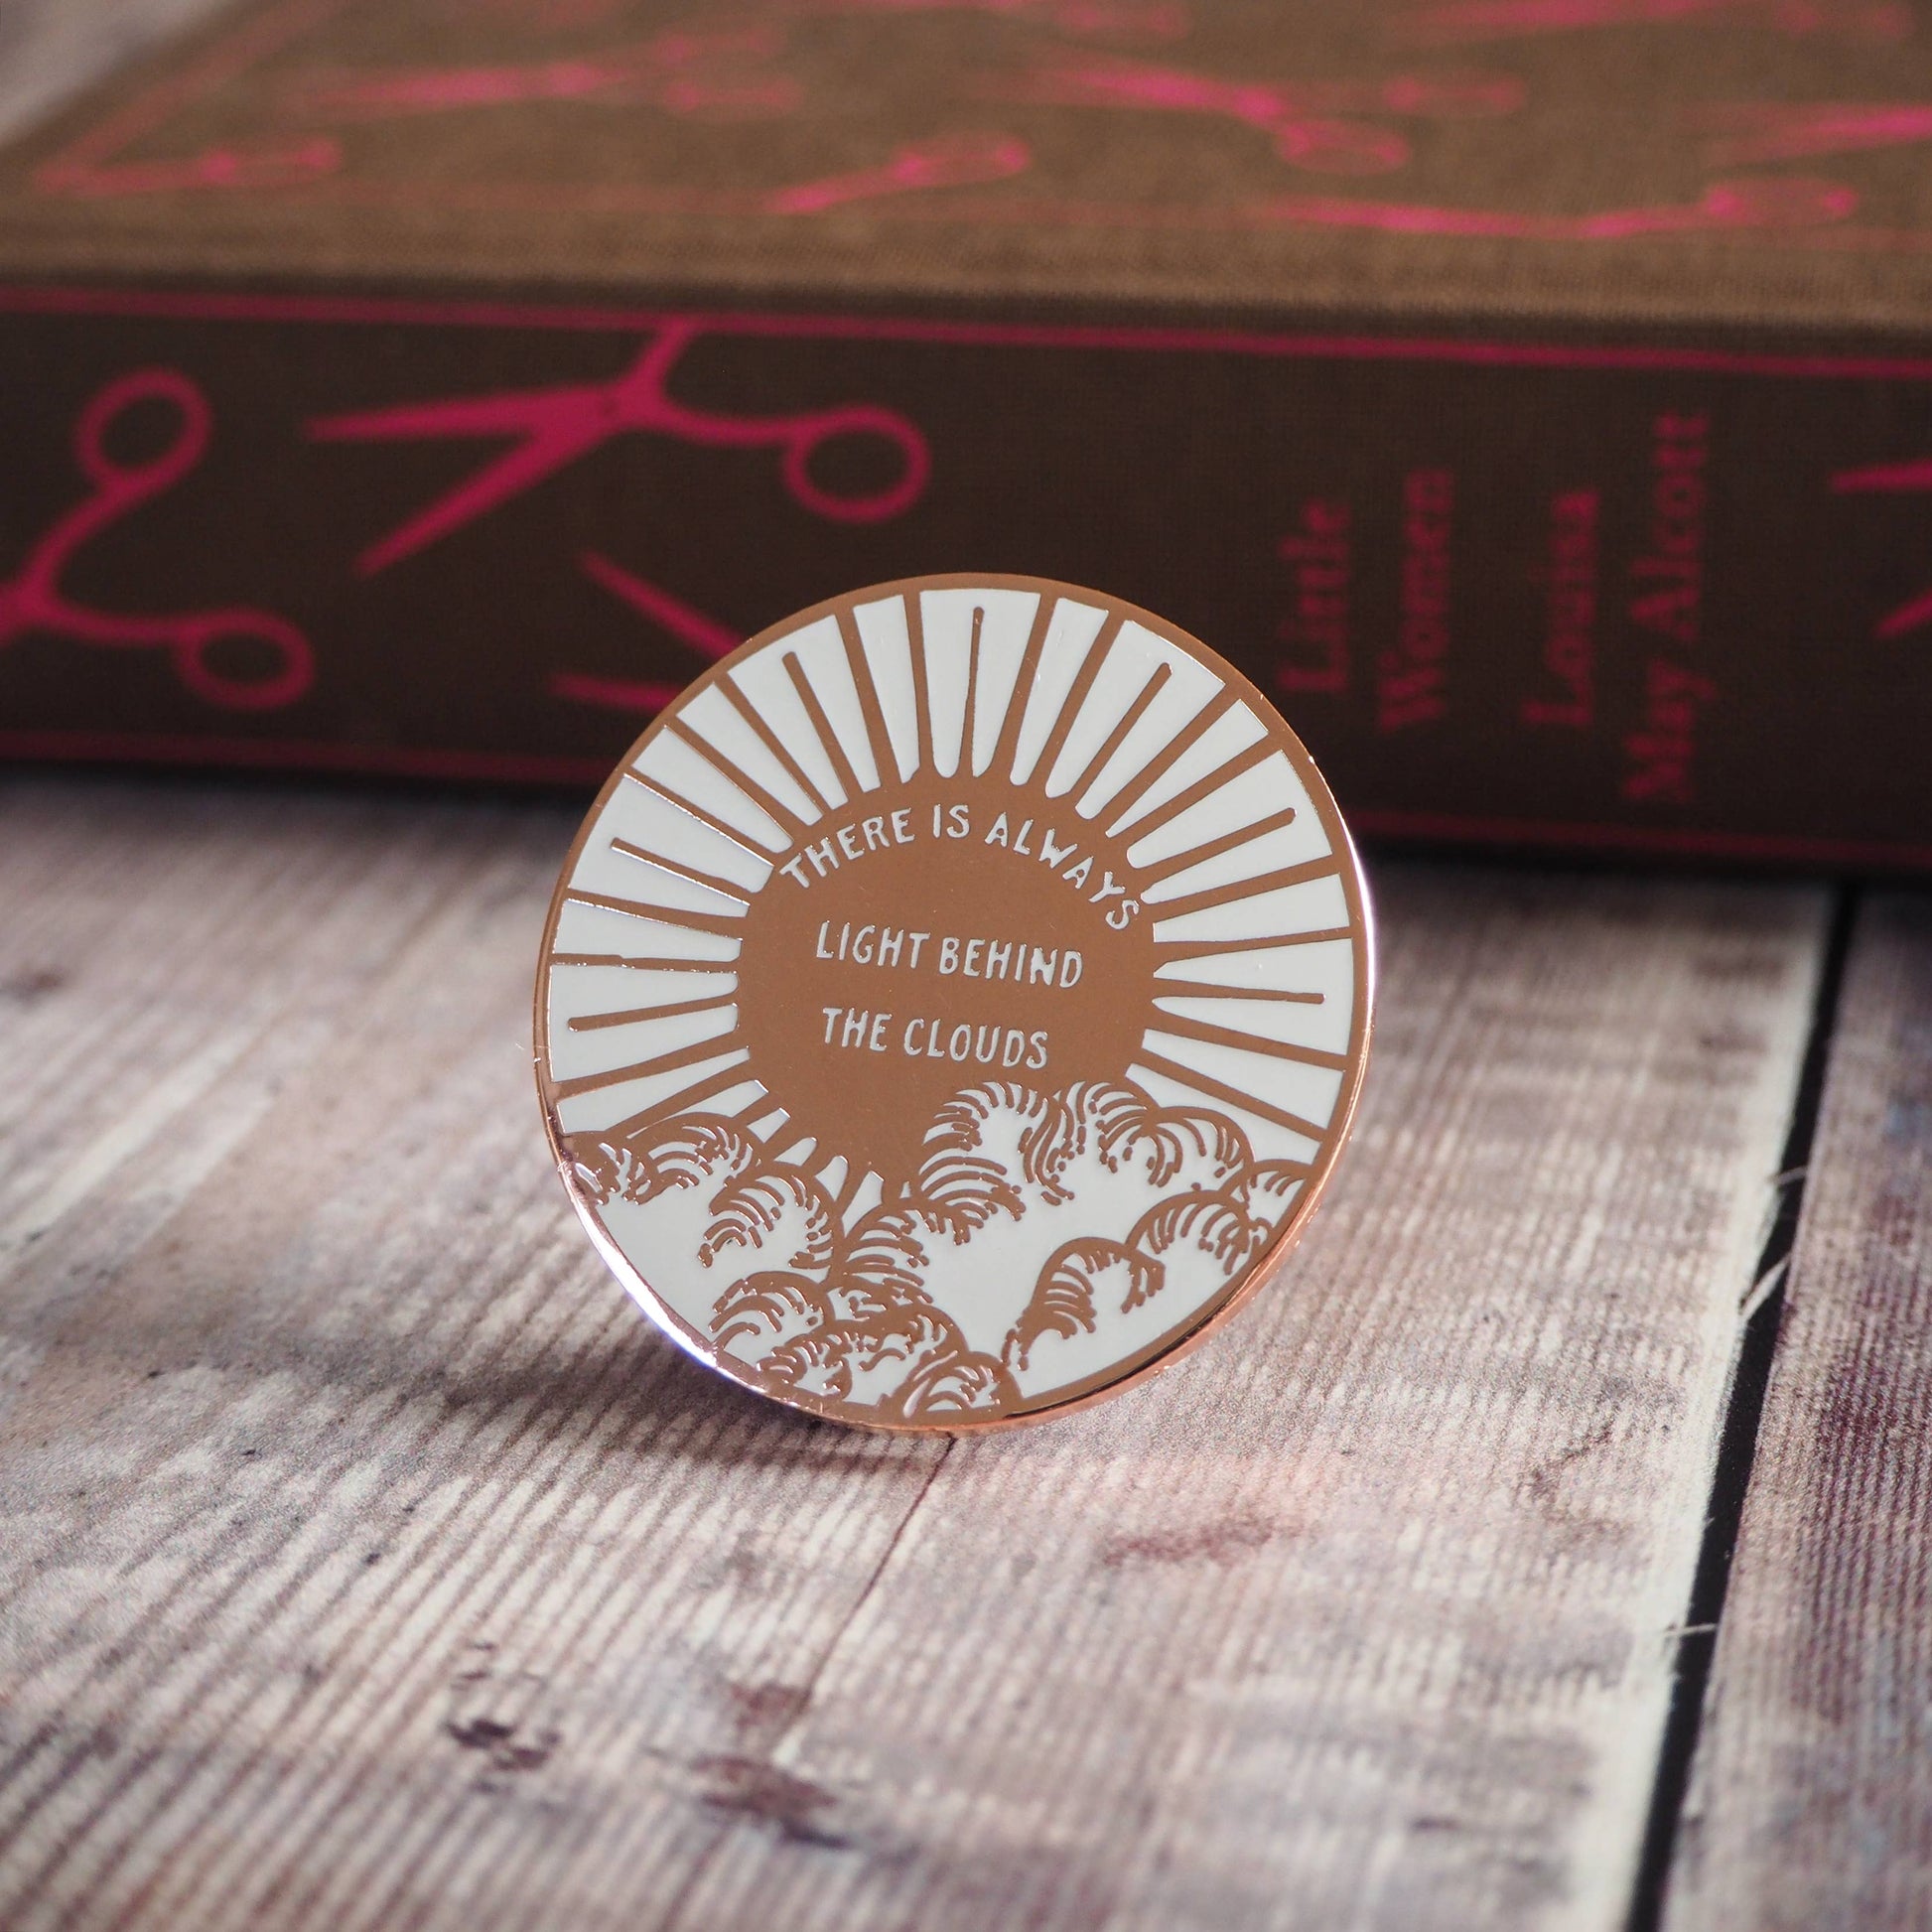 Little
Women
Louisa
May Alcott
THERE IS ALWAYS
LIGHT BEHIND
THE CLOUDS